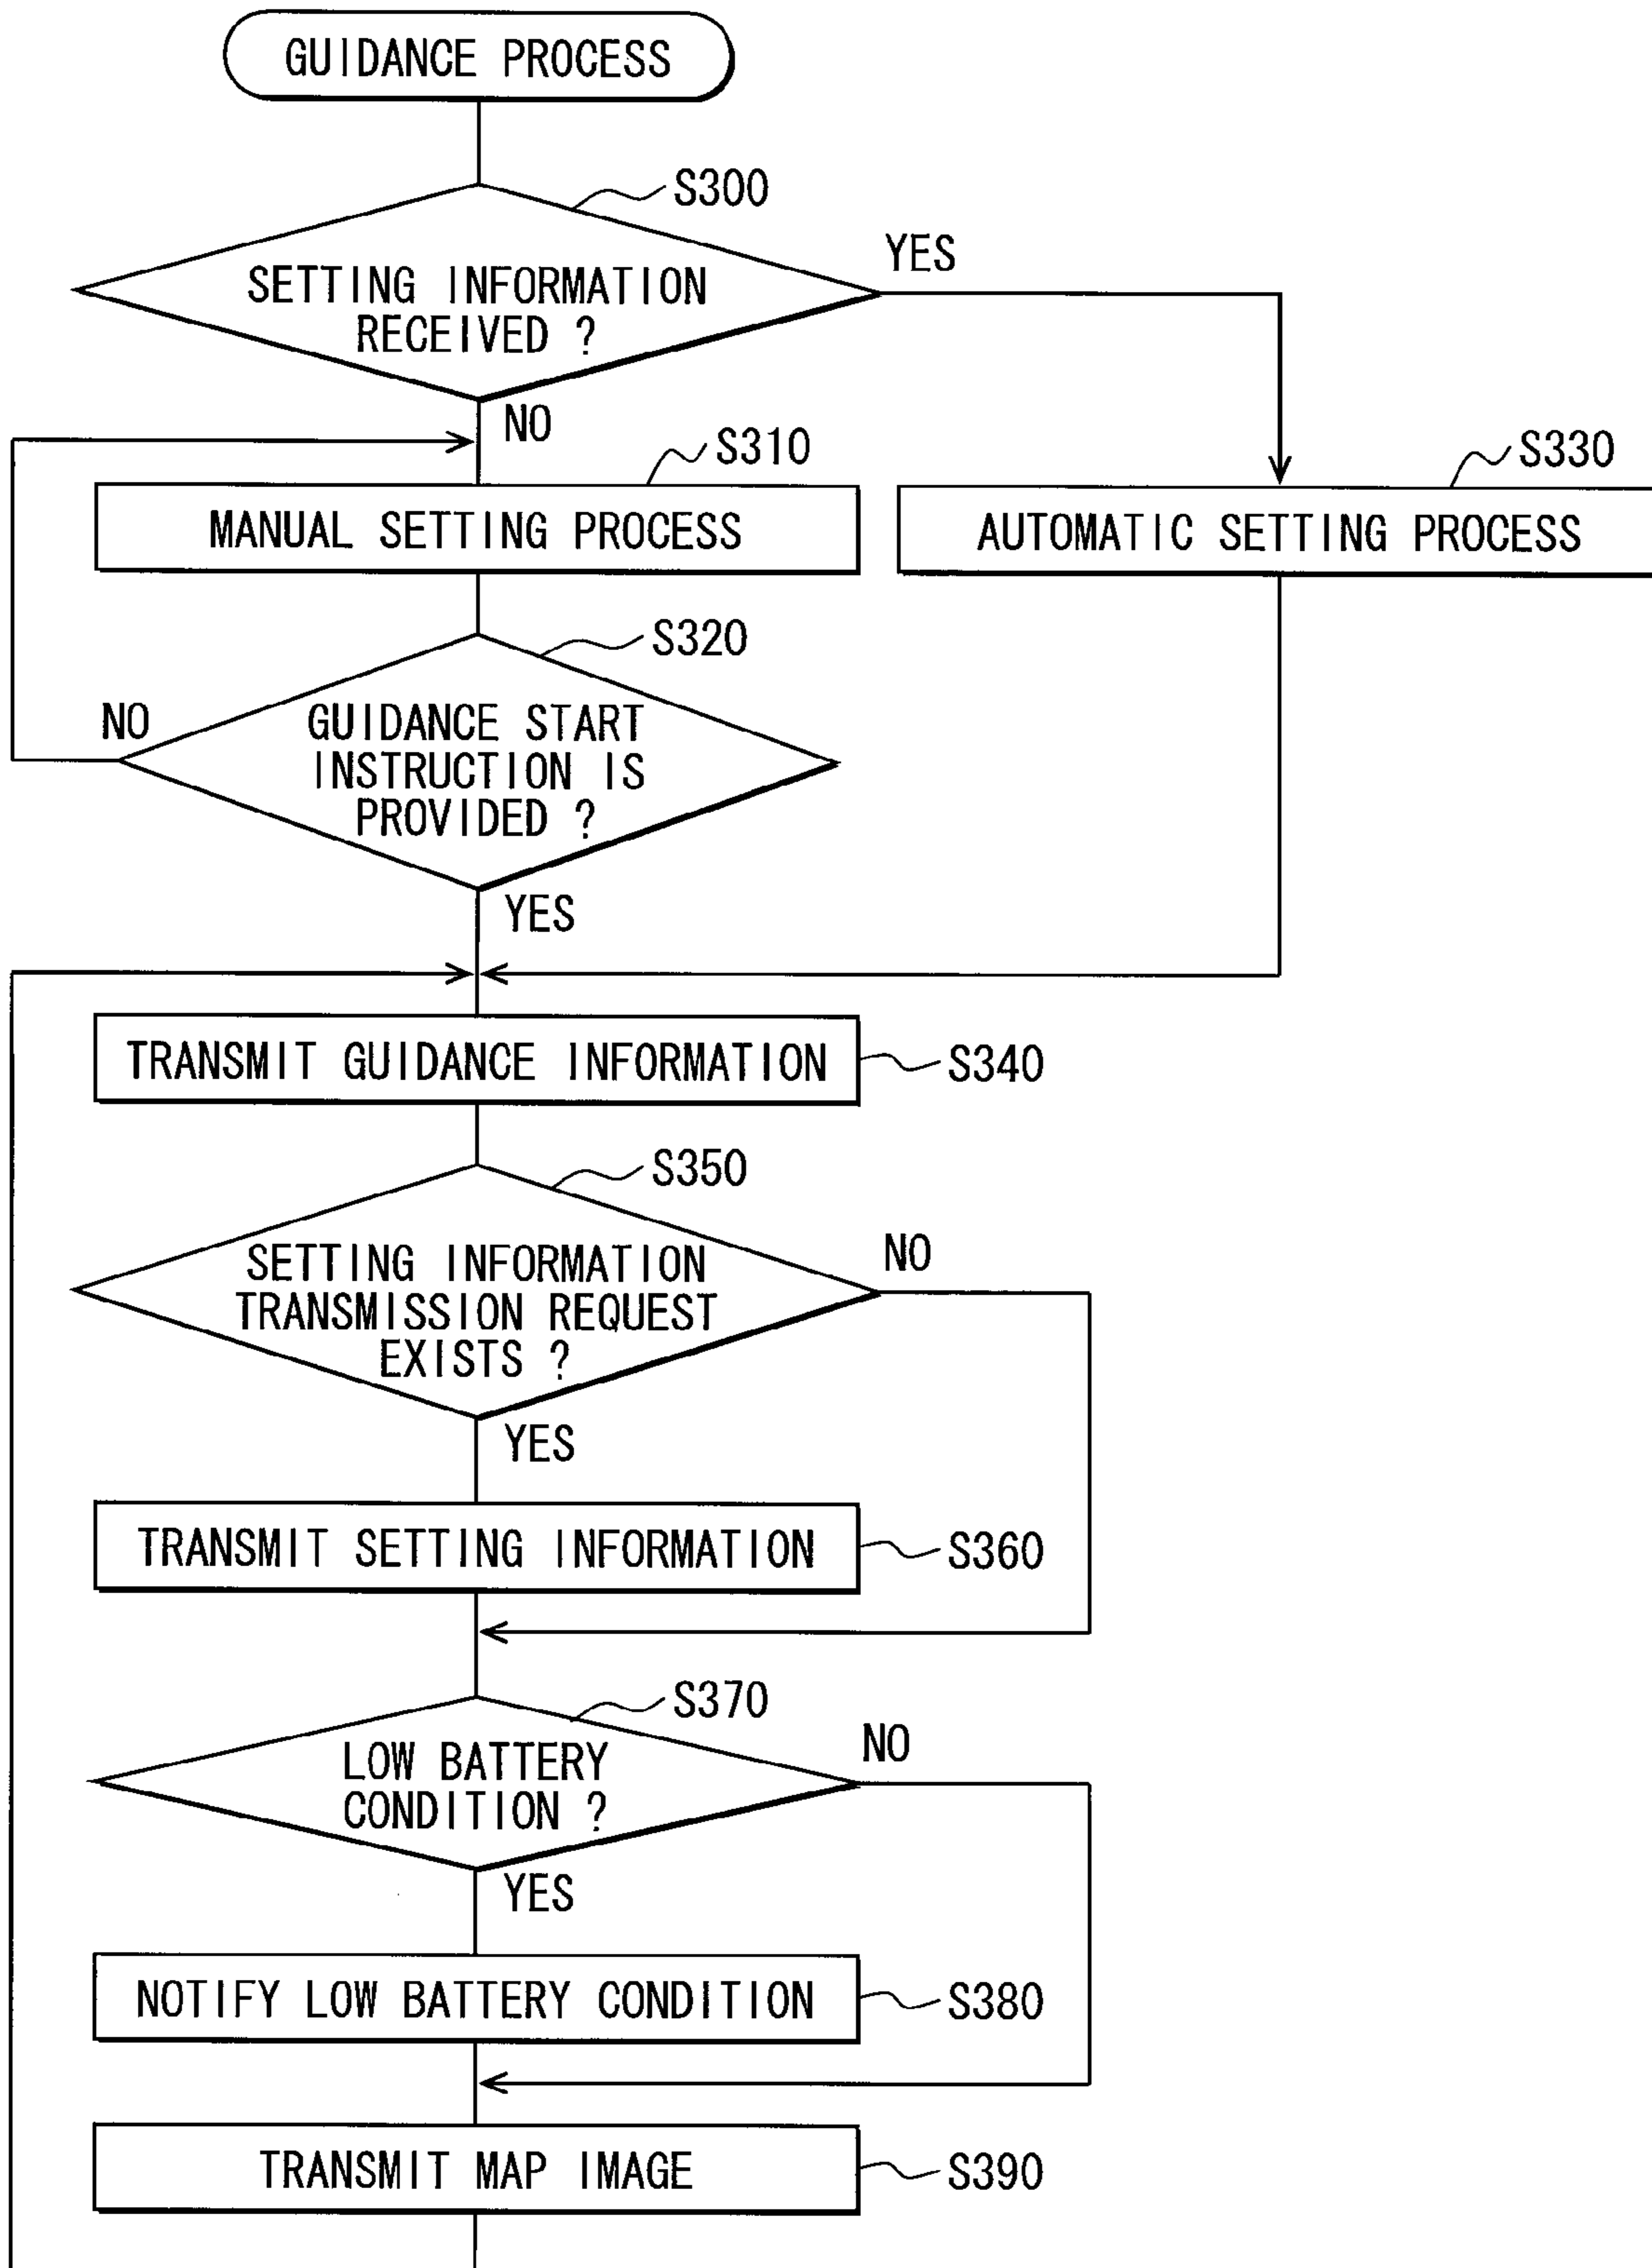 GUIDANCE PROCESS
S300
SETTING INFORMATION
RECEIVED ?
YES
NO
S310
MANUAL SETTING PROCESS
S330
AUTOMATIC SETTING PROCESS
S320
GUIDANCE START
INSTRUCTION IS
PROVIDED ?
NO
YES
TRANSMIT GUIDANCE INFORMATION
S340
S350
SETTING INFORMATION
TRANSMISSION REQUEST
EXISTS ?
NO
YES
TRANSMIT SETTING INFORMATION
S360
S370
LOW BATTERY
CONDITION ?
NO
YES
NOTIFY LOW BATTERY CONDITION
S380
TRANSMIT MAP IMAGE
S390